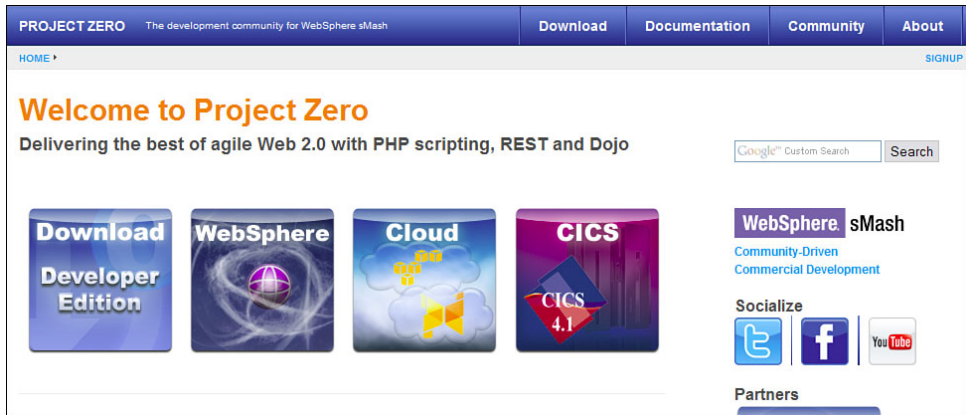 PROJECT ZERO The development community for WebSphere sMash Download Documentation Community About
HOME SIGNUP
Welcome to Project Zero
Delivering the best of agile Web 2.0 with PHP scripting, REST and Dojo
Google™ Custom Search Search
Download
Developer
Edition
WebSphere
Cloud
CICS
CICS
4.1
WebSphere. sMash
Community-Driven
Commercial Development
Socialize
You Tube
Partners